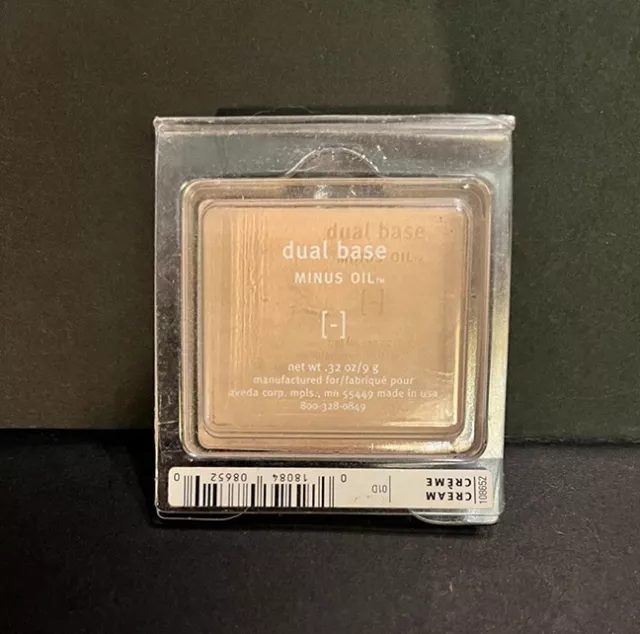 dual base
MINUS OIL™
[-]
net wt .32 oz/9 g
manufactured for/fabriqué pour
aveda corp. mpls., mn 55449 made in usa
800-328-0849
108652
CREAM
CRÈME
01D
0 18084 08652 0